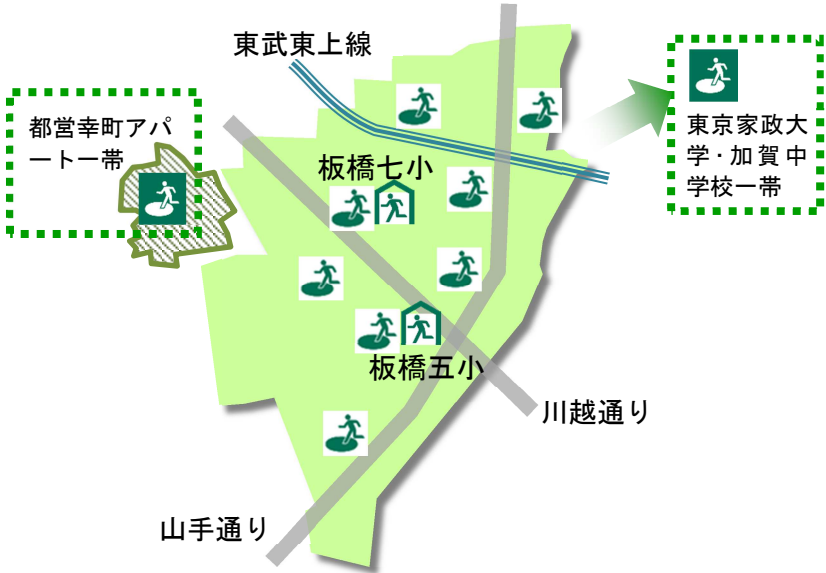 東武東上線
都営幸町アパ
ート一帯
東京家政大
学・加賀中
学校一帯
板橋七小
板橋五小
川越通り
山手通り